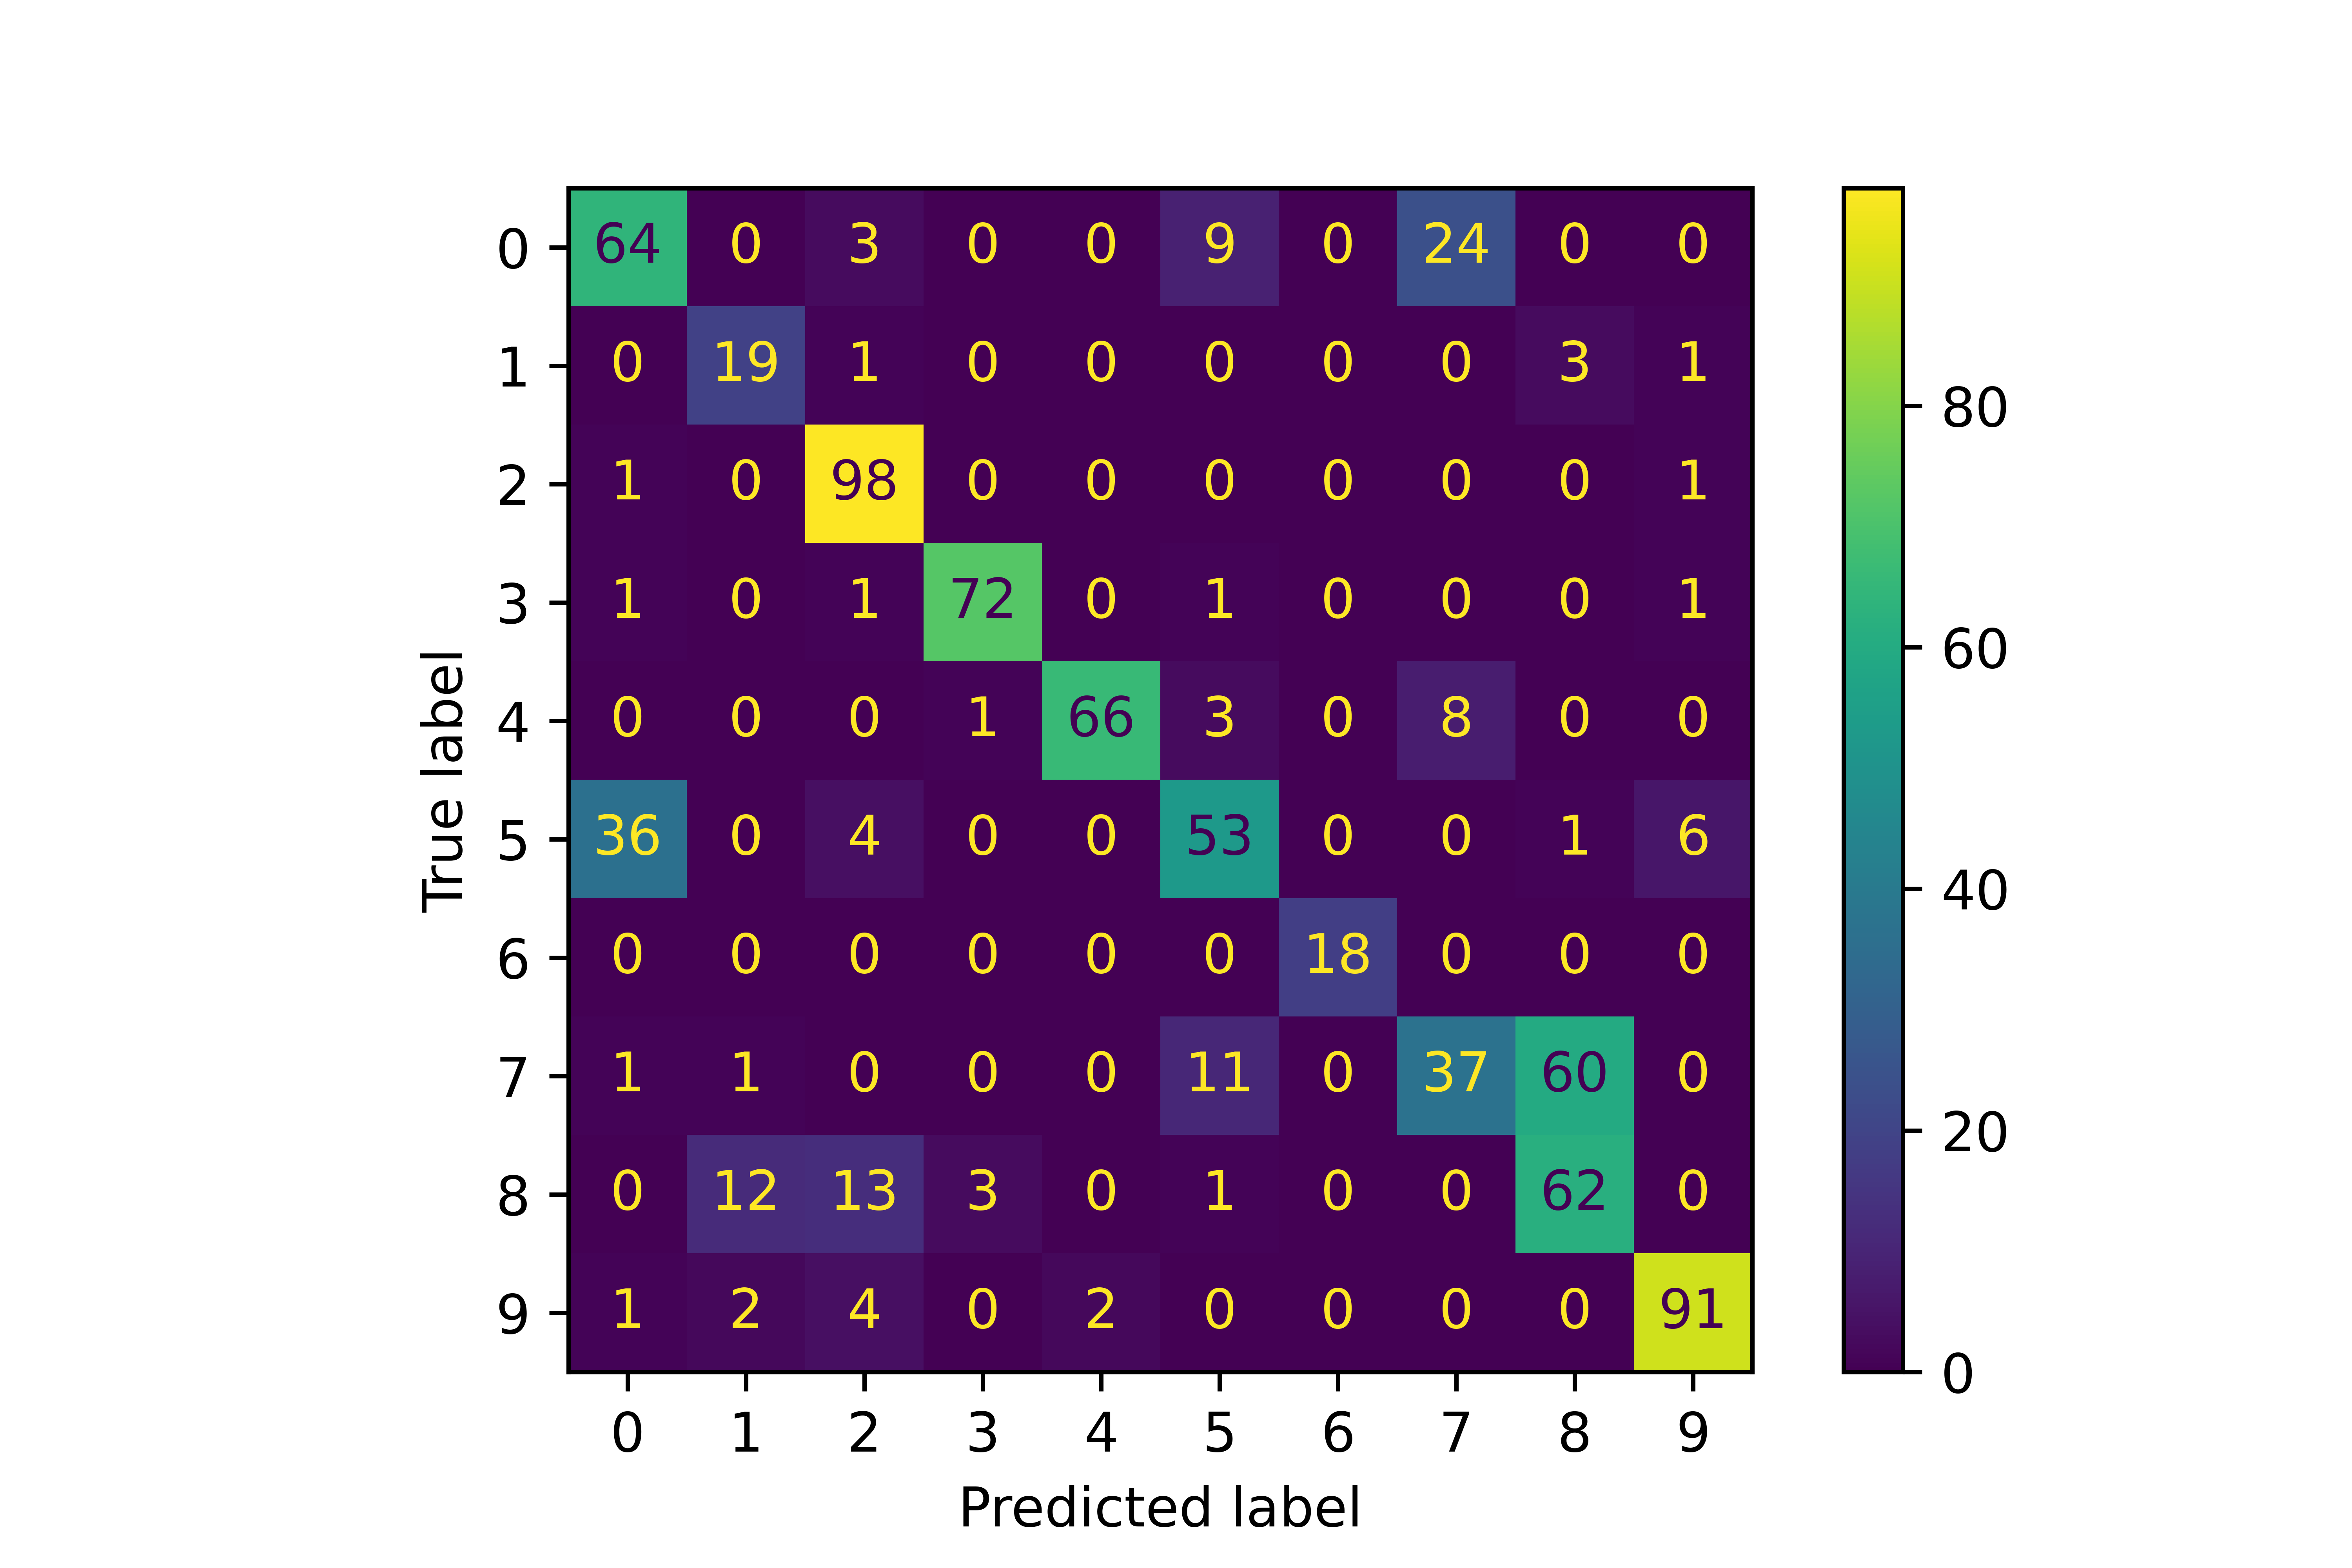 0 64 0 3 0 0 9 0 24 0 0
1 0 19 1 0 0 0 0 0 3 1
2 1 0 98 0 0 0 0 0 0 1
3 1 0 1 72 0 1 0 0 0 1
4 0 0 0 1 66 3 0 8 0 0
5 36 0 4 0 0 53 0 0 1 6
6 0 0 0 0 0 0 18 0 0 0
7 1 1 0 0 0 11 0 37 60 0
8 0 12 13 3 0 1 0 0 62 0
9 1 2 4 0 2 0 0 0 0 91
0 1 2 3 4 5 6 7 8 9
Predicted label
True label
80
60
40
20
0